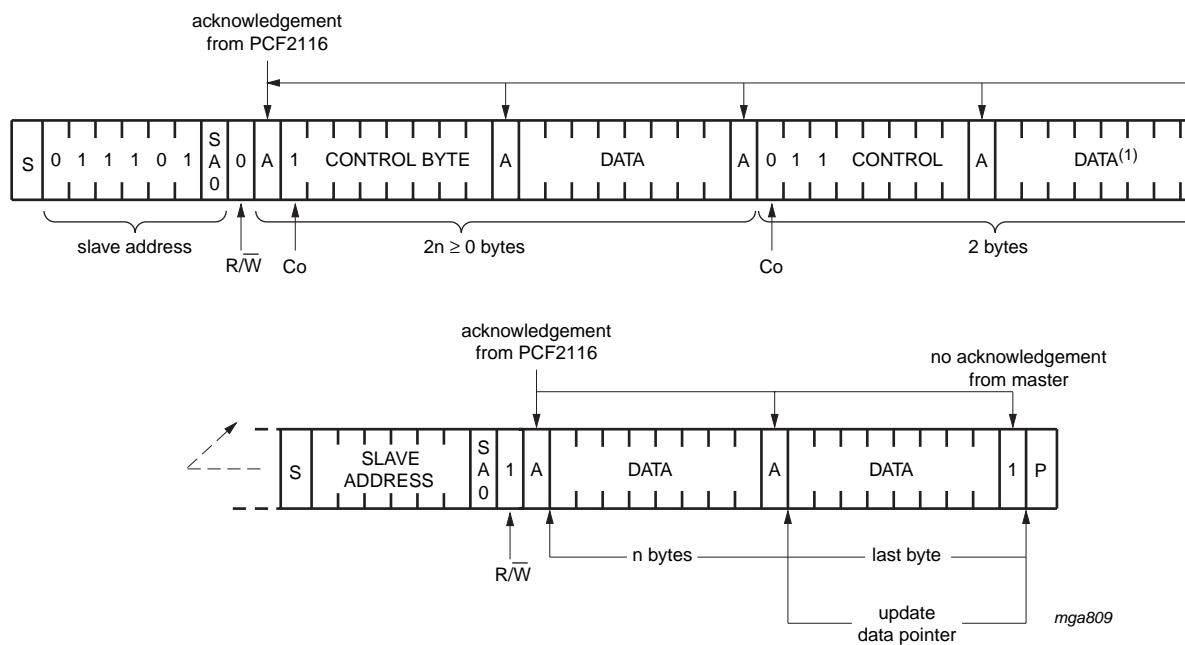 acknowledgement
from PCF2116
S 0 1 1 1 0 1 SA0 0 A 1 CONTROL BYTE A DATA A 0 1 1 CONTROL A DATA(1)
slave address
R/W̅
Co
2n ≥ 0 bytes
Co
2 bytes
acknowledgement
from PCF2116
no acknowledgement
from master
S SLAVE ADDRESS SA0 1 A DATA A DATA 1 P
R/W̅
n bytes
last byte
update
data pointer
mga809